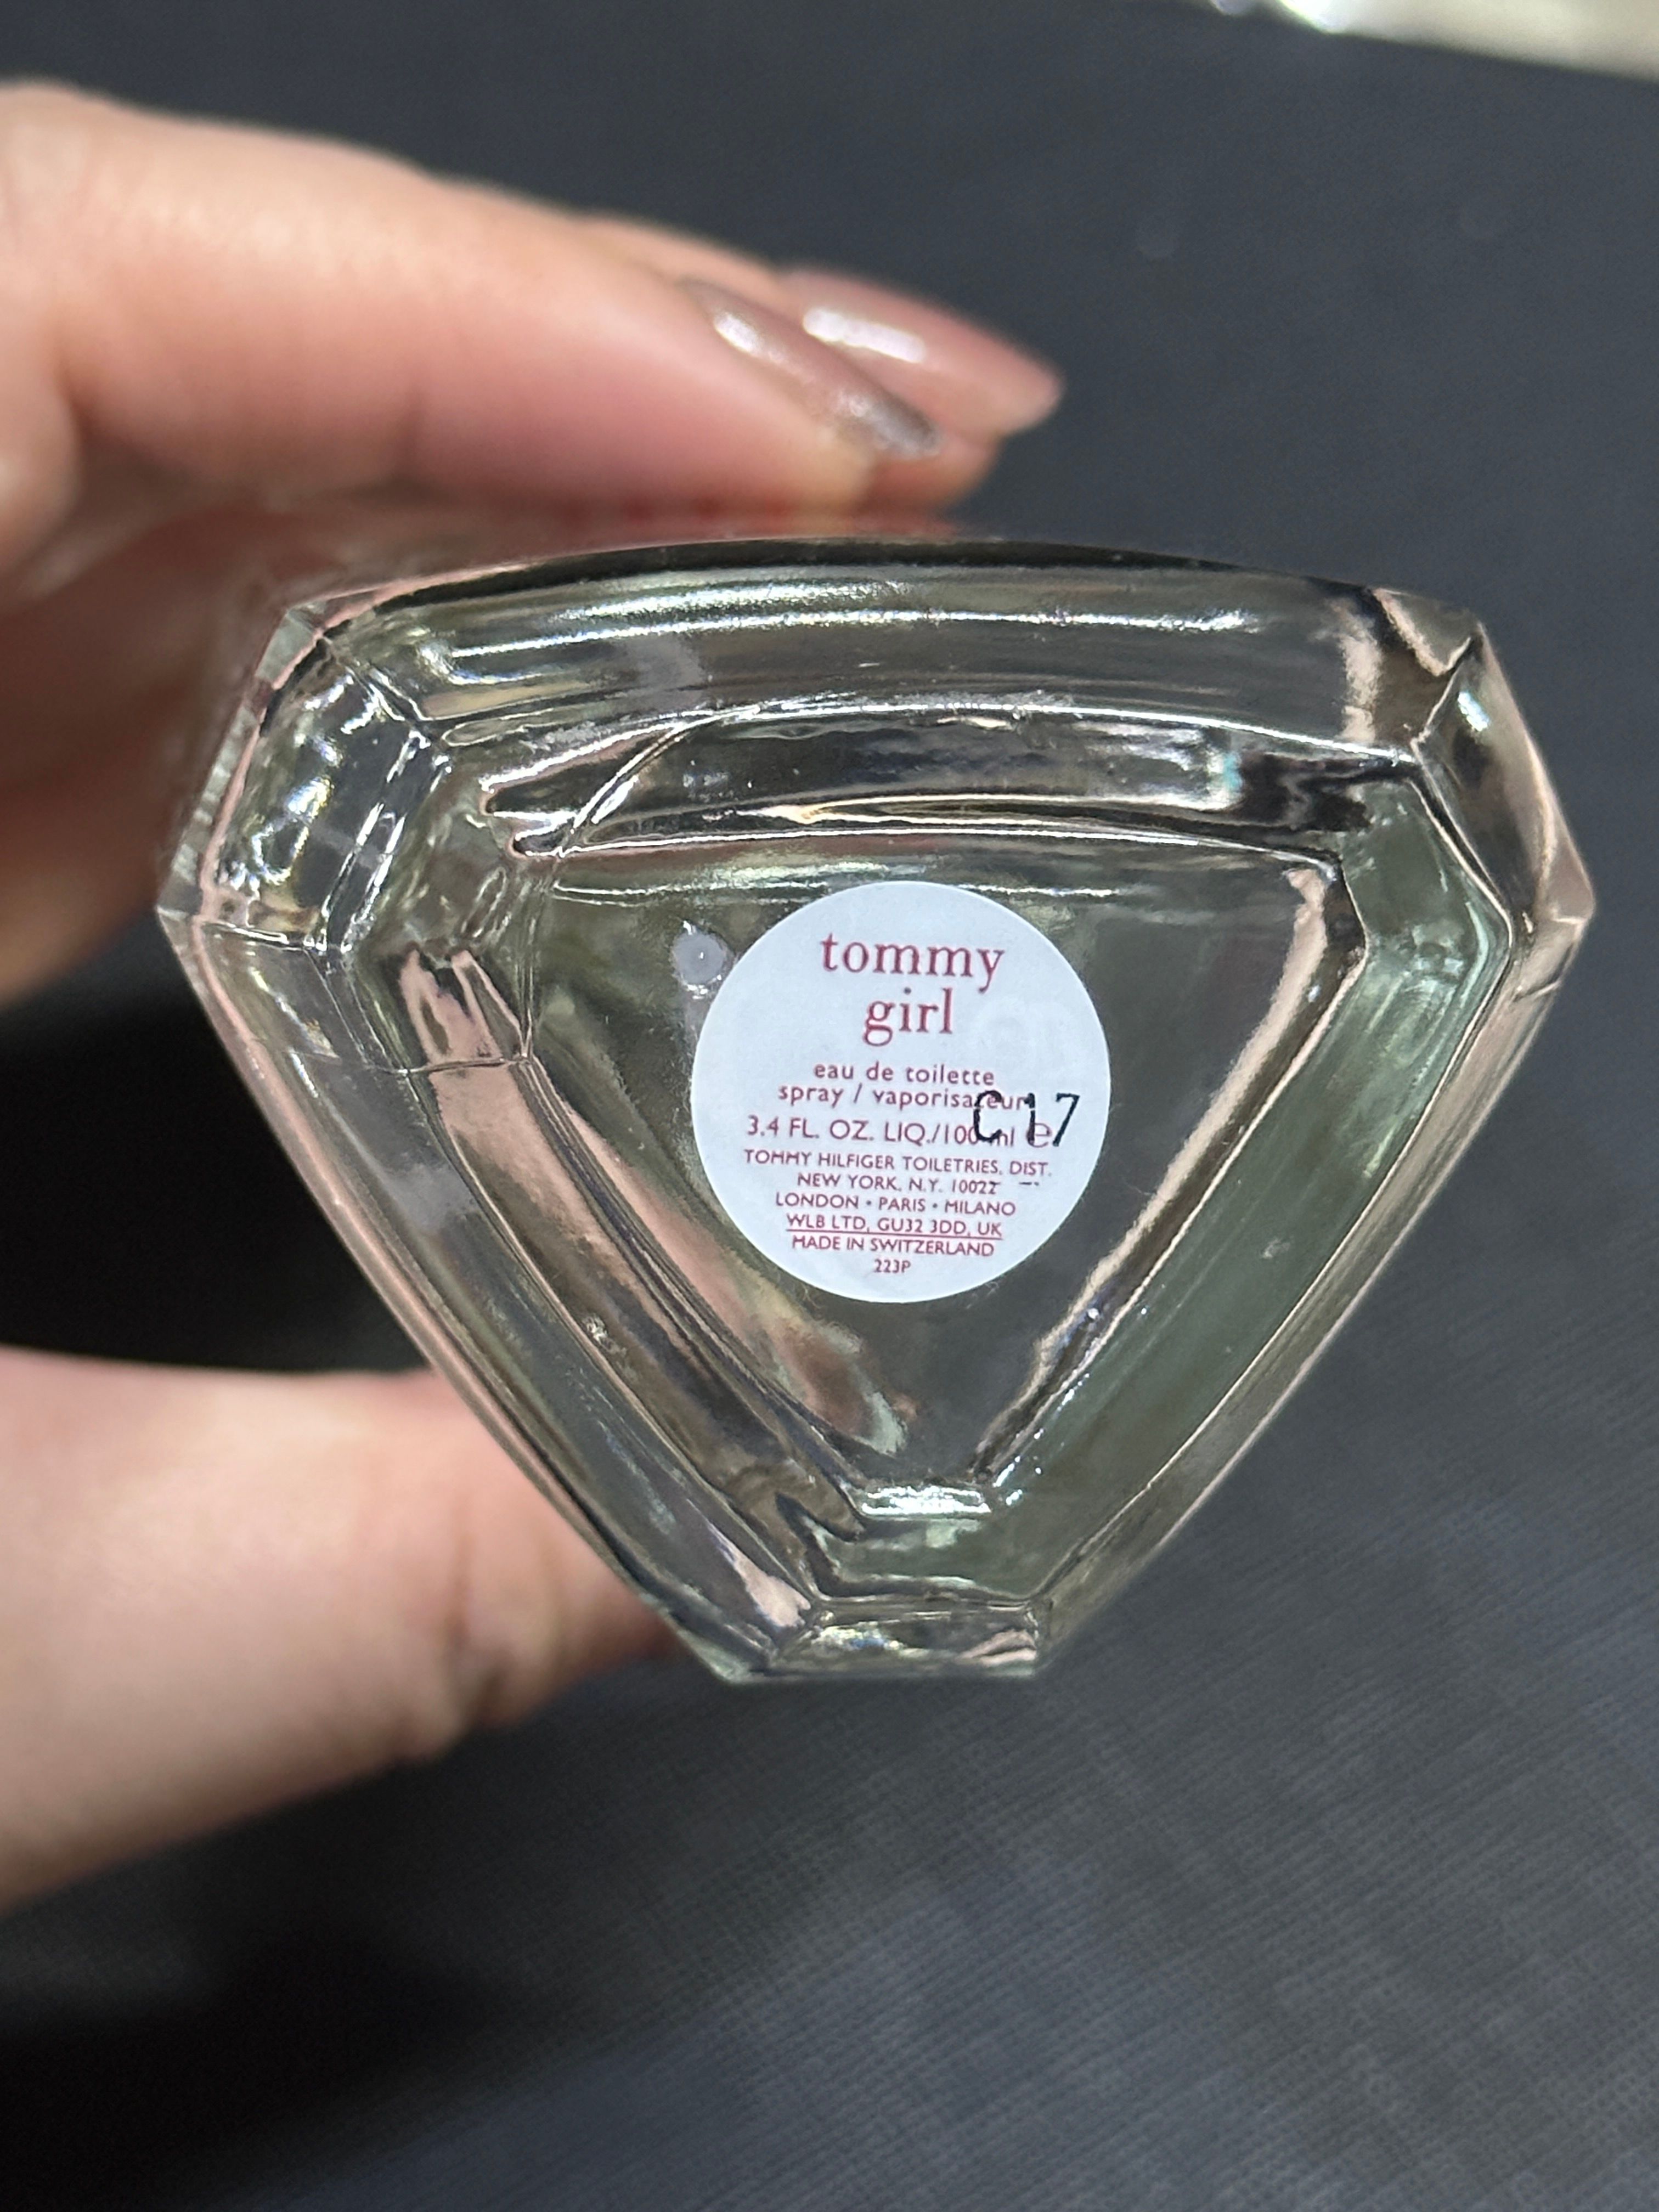 tommy
girl
eau de toilette
spray / vaporisateur
3.4 FL. OZ. LIQ./100 ml ℮
C17
TOMMY HILFIGER TOILETRIES, DIST.
NEW YORK, N.Y. 10022
LONDON • PARIS • MILANO
WLB LTD, GU32 3DD, UK
MADE IN SWITZERLAND
223P